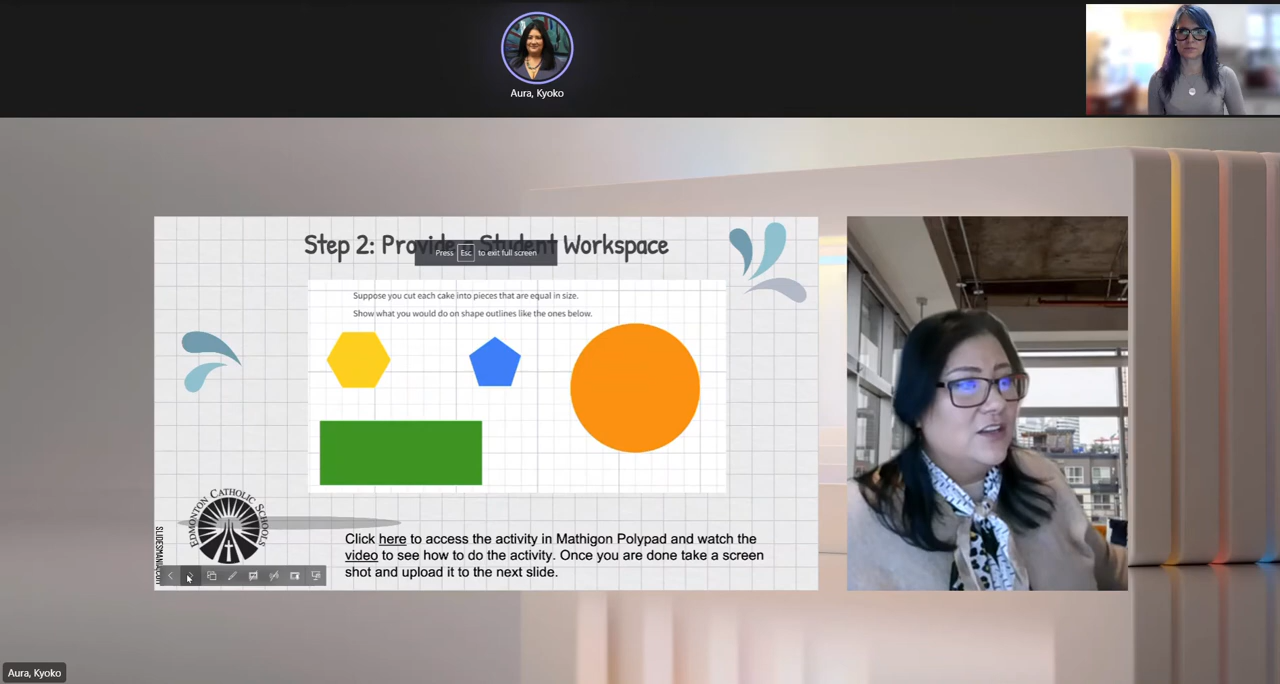 Aura, Kyoko
Step 2: Provide Student Workspace
Press Esc to exit full screen
Suppose you cut each cake into pieces that are equal in size.
Show what you would do on shape outlines like the ones below.
EDMONTON CATHOLIC SCHOOLS
Click here to access the activity in Mathigon Polypad and watch the
video to see how to do the activity. Once you are done take a screen
shot and upload it to the next slide.
Aura, Kyoko